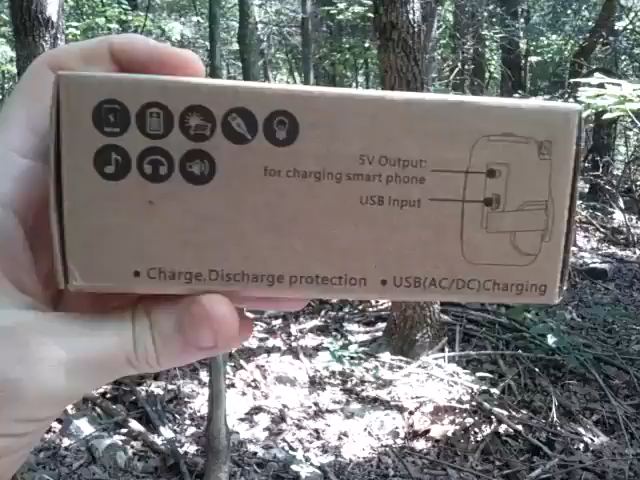 5V Output:
for charging smart phone
USB Input
• Charge,Discharge protection • USB(AC/DC)Charging